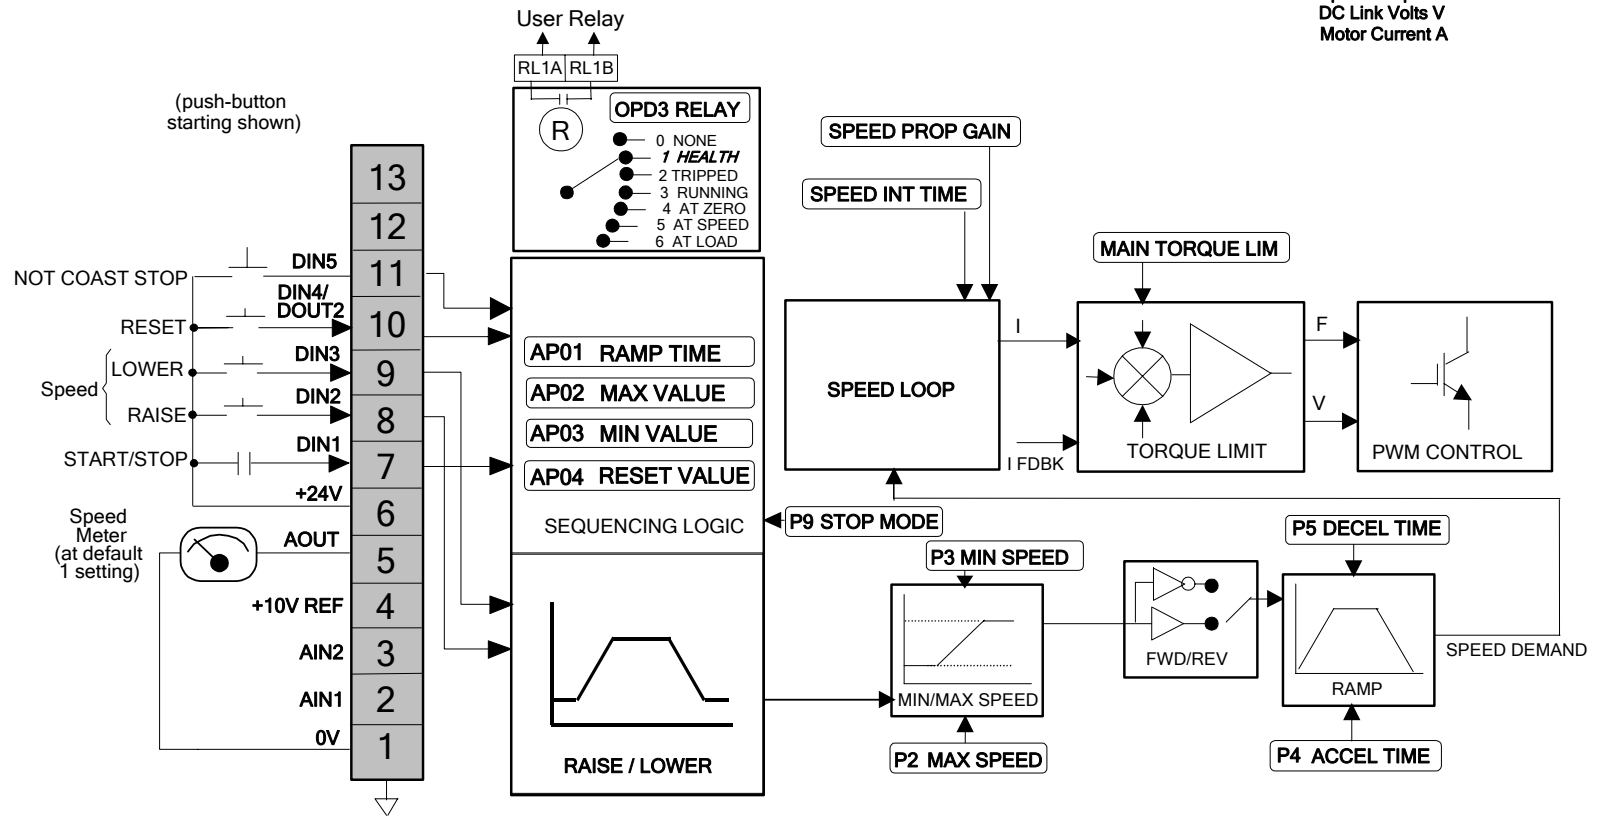 DC Link Volts V
Motor Current A
User Relay
RL1A RL1B
OPD3 RELAY
R
0 NONE
1 HEALTH
2 TRIPPED
3 RUNNING
4 AT ZERO
5 AT SPEED
6 AT LOAD
(push-button
starting shown)
13
12
11
10
9
8
7
6
5
4
3
2
1
NOT COAST STOP
DIN5
DIN4/
DOUT2
RESET
Speed
LOWER
DIN3
RAISE
DIN2
START/STOP
DIN1
+24V
Speed
Meter
(at default
1 setting)
AOUT
+10V REF
AIN2
AIN1
0V
AP01 RAMP TIME
AP02 MAX VALUE
AP03 MIN VALUE
AP04 RESET VALUE
SEQUENCING LOGIC
RAISE / LOWER
P9 STOP MODE
SPEED PROP GAIN
SPEED INT TIME
SPEED LOOP
I
I FDBK
MAIN TORQUE LIM
TORQUE LIMIT
F
V
PWM CONTROL
P3 MIN SPEED
MIN/MAX SPEED
P2 MAX SPEED
FWD/REV
P5 DECEL TIME
RAMP
P4 ACCEL TIME
SPEED DEMAND